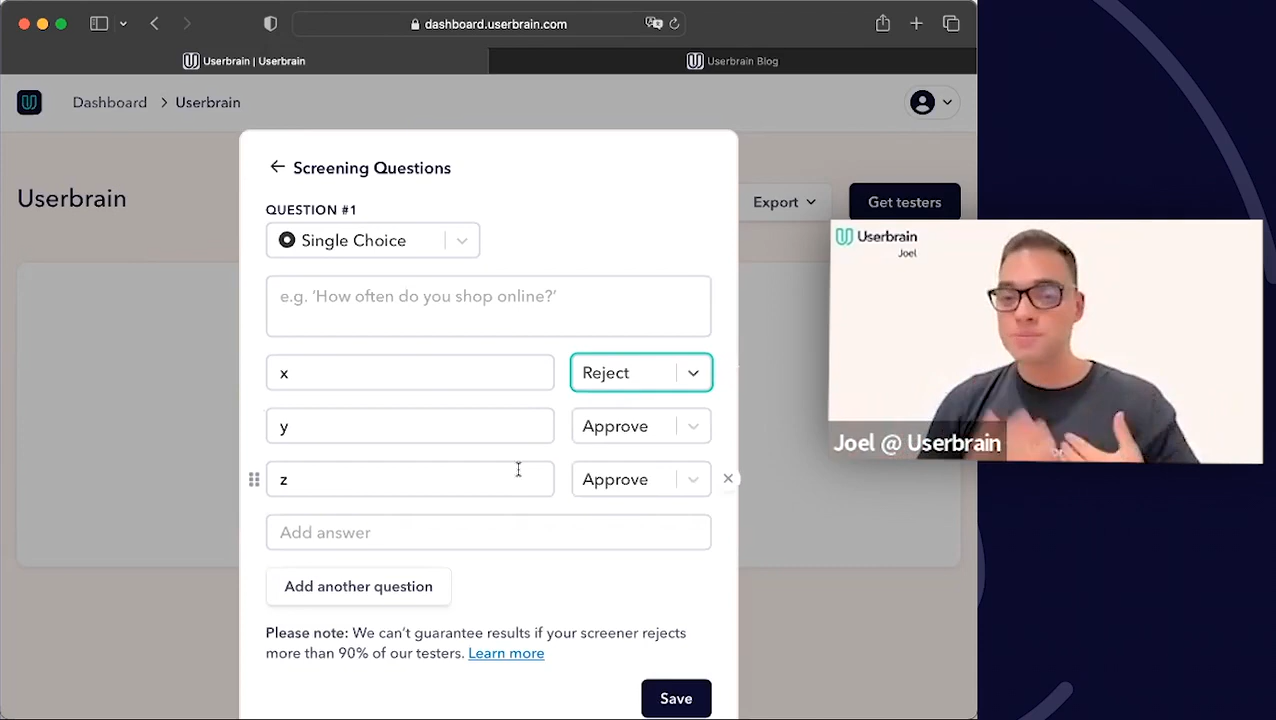 dashboard.userbrain.com
Userbrain | Userbrain
Userbrain Blog
Dashboard > Userbrain
Userbrain
Export
Get testers
Screening Questions
QUESTION #1
Single Choice
e.g. ‘How often do you shop online?’
x
Reject
y
Approve
z
Approve
Add answer
Add another question
Please note: We can’t guarantee results if your screener rejects
more than 90% of our testers. Learn more
Save
Userbrain
Joel
Joel @ Userbrain
or